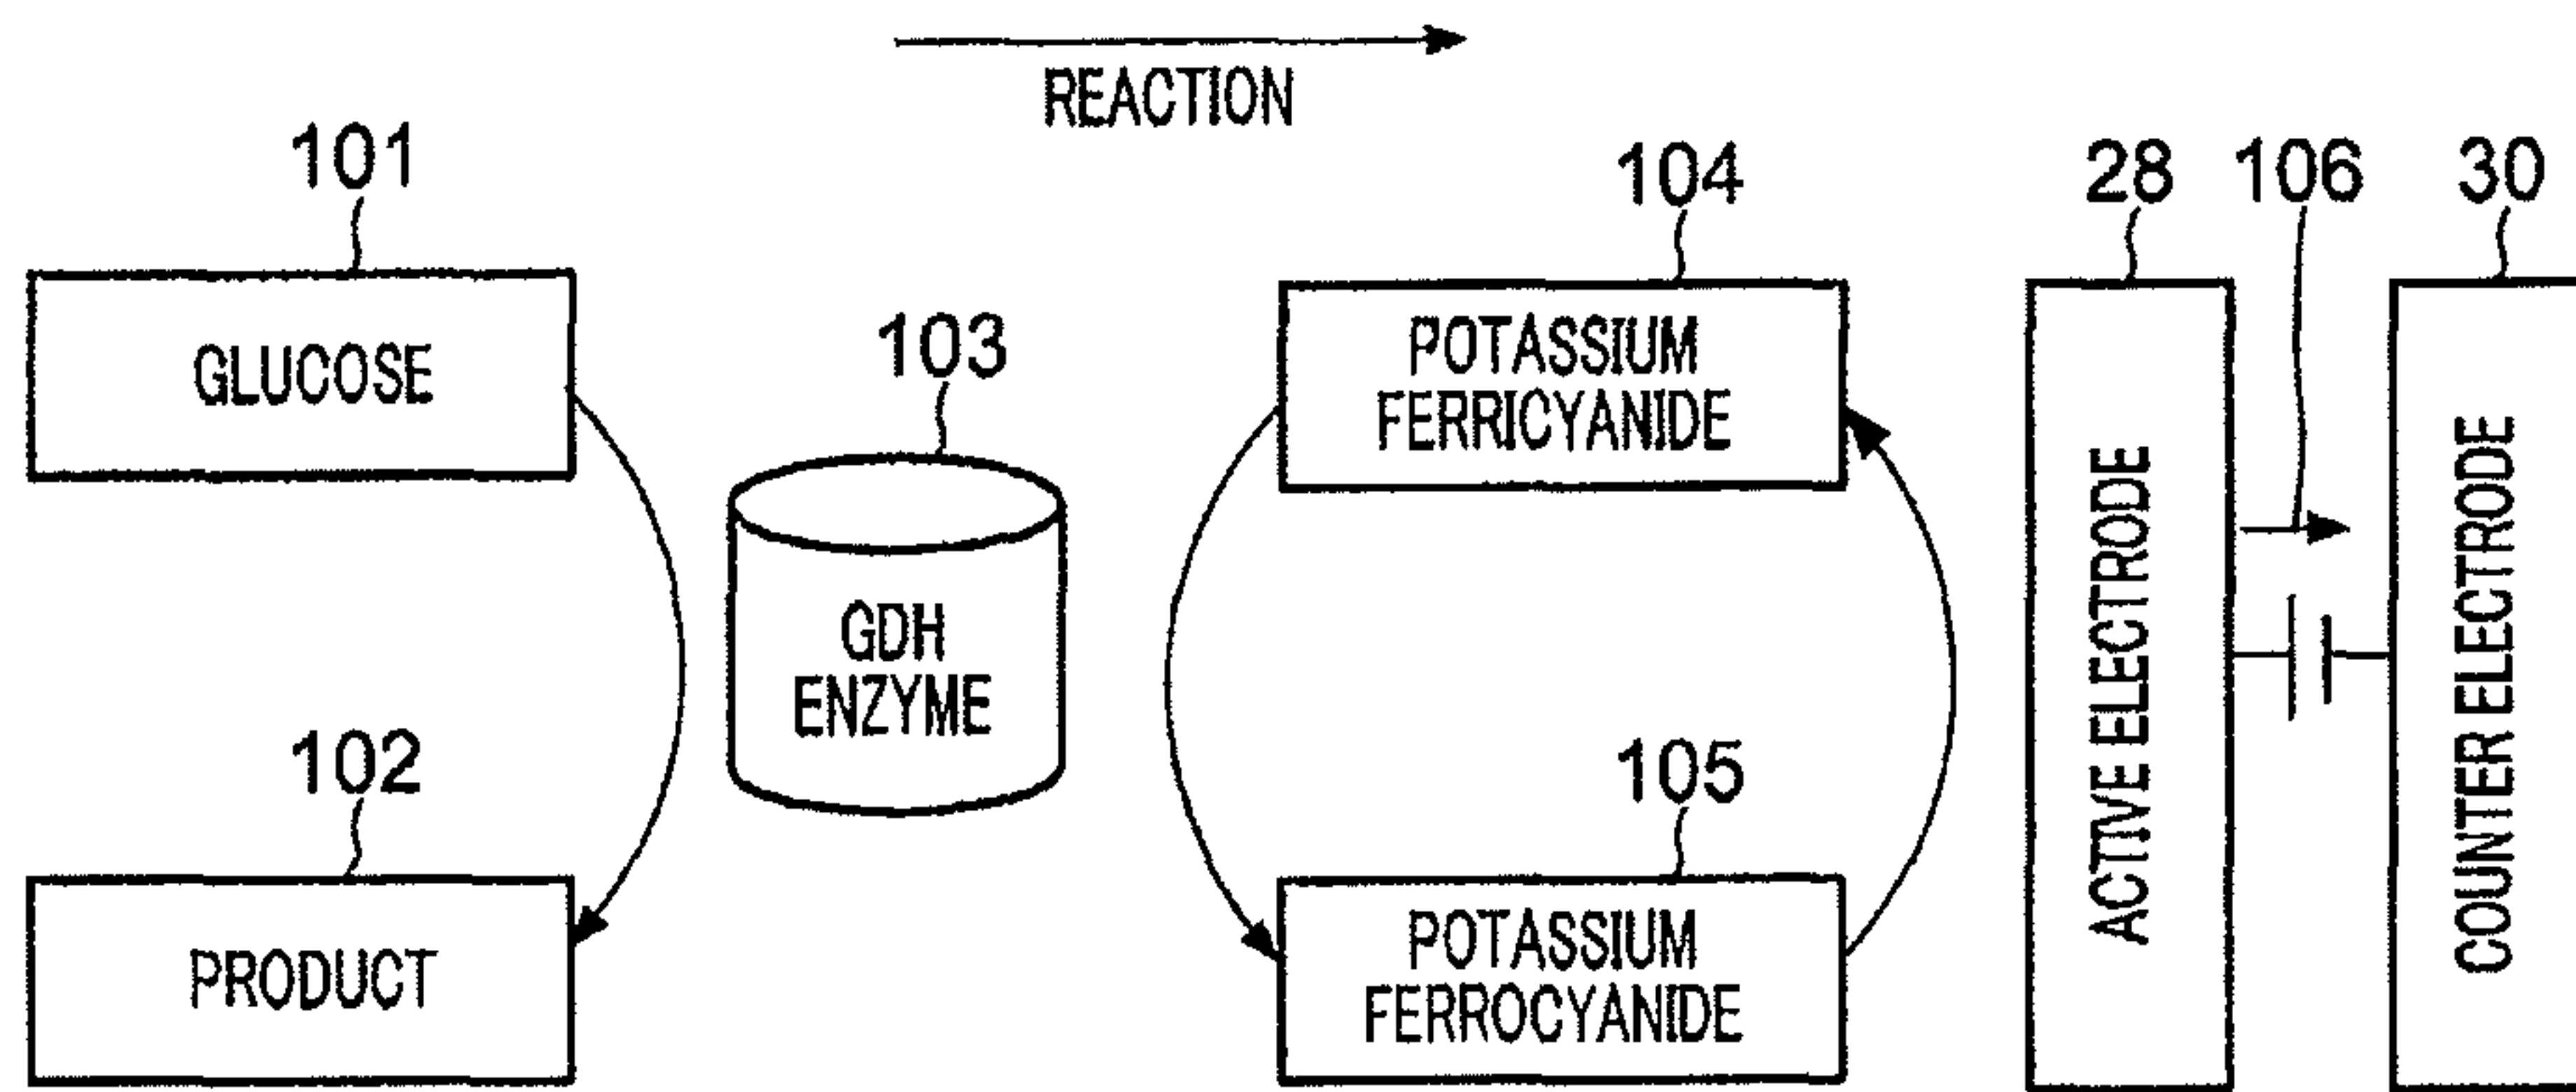 REACTION
101
104
28
106
30
GLUCOSE
103
POTASSIUM
FERRICYANIDE
GDH
ENZYME
ACTIVE ELECTRODE
COUNTER ELECTRODE
102
105
PRODUCT
POTASSIUM
FERROCYANIDE